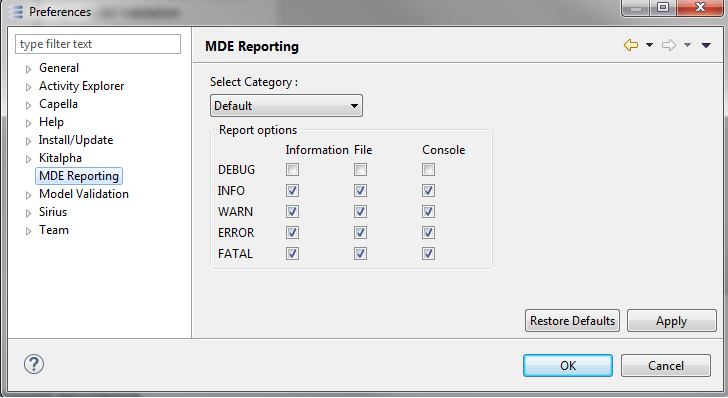 Preferences
type filter text
General
Activity Explorer
Capella
Help
Install/Update
Kitalpha
MDE Reporting
Model Validation
Sirius
Team
MDE Reporting
Select Category :
Default
Report options
Information File Console
DEBUG
INFO
WARN
ERROR
FATAL
Restore Defaults Apply
OK Cancel